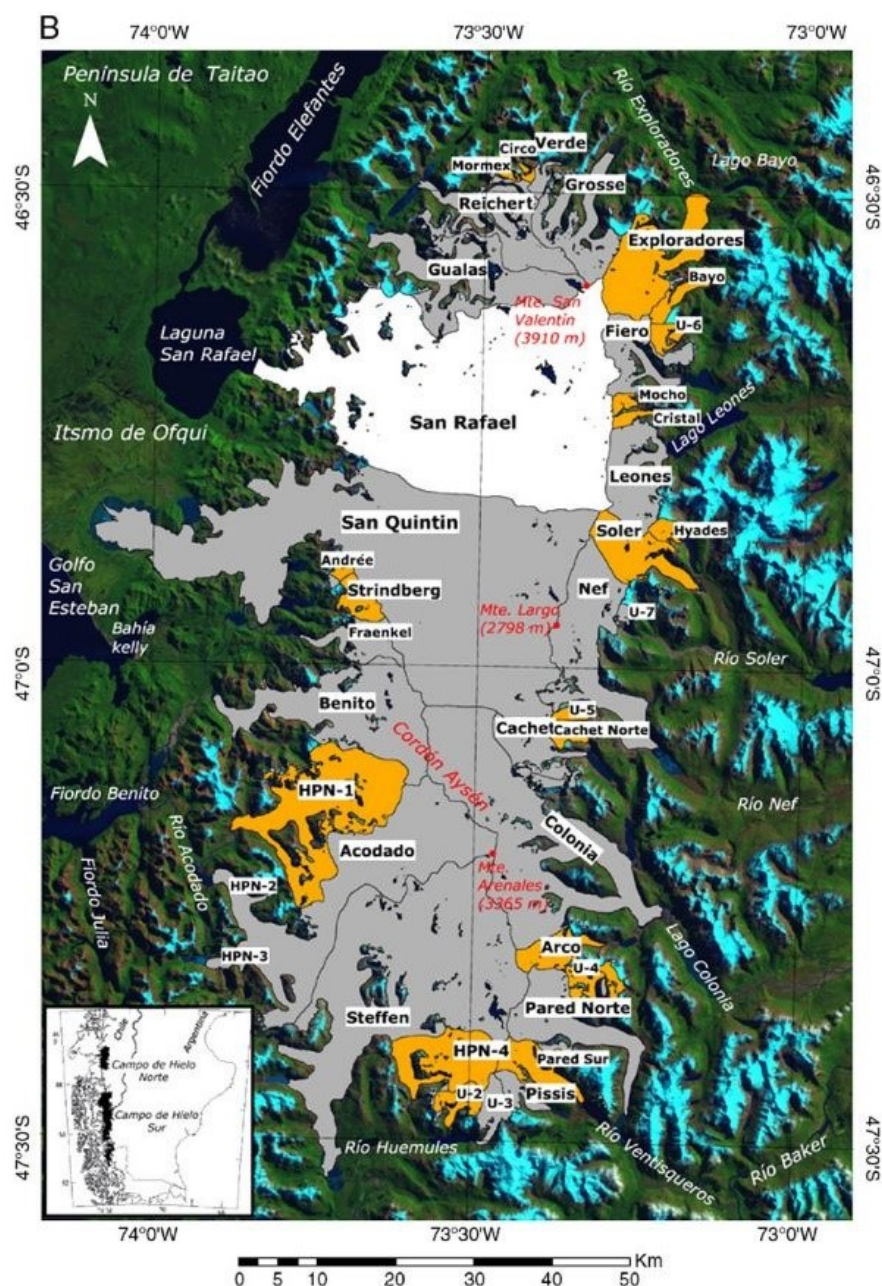 B
74°0'W
73°30'W
73°0'W
Península de Taitao
N
Fiordo Elefantes
Río Exploradores
Lago Bayo
46°30'S
46°30'S
Circo
Verde
Mormex
Grosse
Reichert
Exploradores
Gualas
Bayo
Mte. San
Valentín
(3910 m)
Fiero
U-6
Laguna
San Rafael
Mocho
San Rafael
Cristal
Lago Leones
Itsmo de Ofqui
Leones
San Quintin
Soler
Hyades
Andrée
Golfo
San
Esteban
Strindberg
Nef
Mte. Largo
(2798 m)
U-7
Bahía
kelly
Fraenkel
47°0'S
Río Soler
47°0'S
Benito
U-5
Cachet
Cachet Norte
Cordón Aysén
HPN-1
Fiordo Benito
Río Nef
Río Acodado
Acodado
Colonia
Fiordo Julia
HPN-2
Mte.
Arenales
(3365 m)
HPN-3
Arco
U-4
Lago Colonia
Steffen
Pared Norte
HPN-4
Pared Sur
U-2
U-3
Pissis
Chile
Argentina
Campo de Hielo
Norte
Campo de Hielo
Sur
47°30'S
Río Huemules
Río Ventisqueros
Río Baker
47°30'S
74°0'W
73°30'W
73°0'W
Km
0 5 10 20 30 40 50